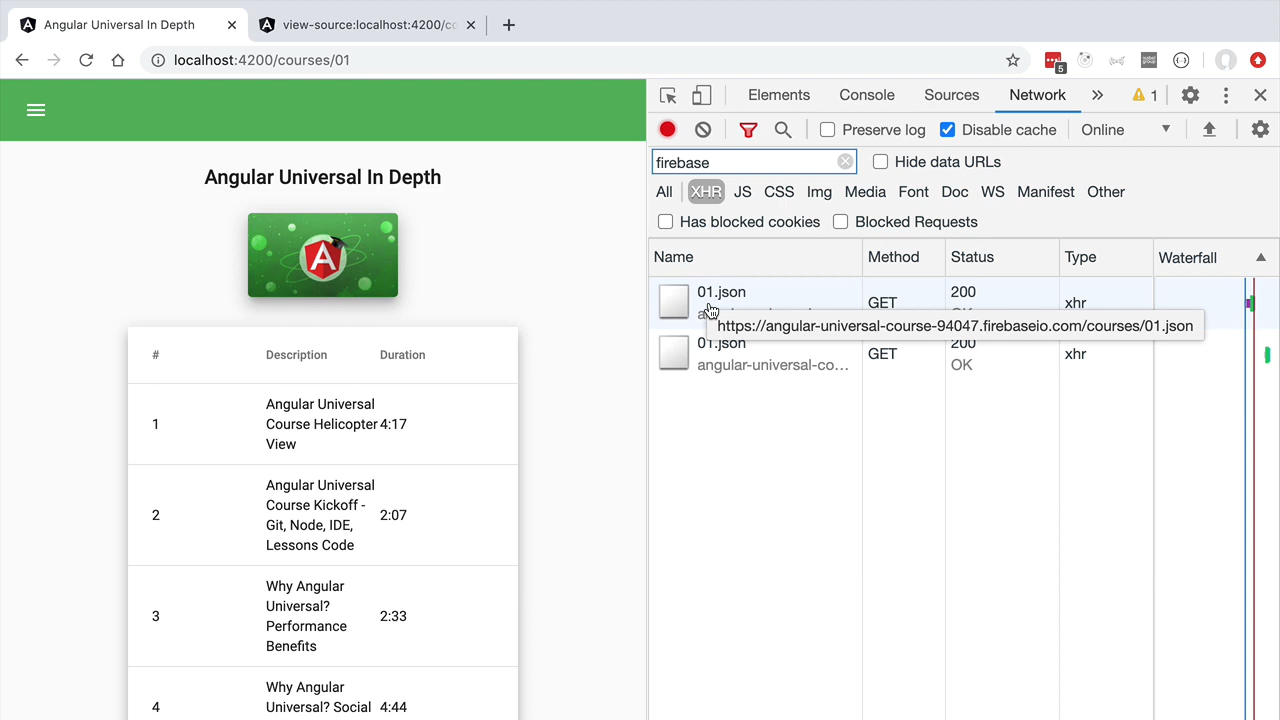 Angular Universal In Depth
view-source:localhost:4200/co
localhost:4200/courses/01
5
Elements
Console
Sources
Network
1
Preserve log
Disable cache
Online
firebase
Hide data URLs
All
XHR
JS
CSS
Img
Media
Font
Doc
WS
Manifest
Other
Has blocked cookies
Blocked Requests
Name
Method
Status
Type
Waterfall
01.json
GET
200
xhr
https://angular-universal-course-94047.firebaseio.com/courses/01.json
01.json
angular-universal-co…
GET
200
OK
xhr
Angular Universal In Depth
A
#
Description
Duration
1
Angular Universal
Course Helicopter
View
4:17
2
Angular Universal
Course Kickoff -
Git, Node, IDE,
Lessons Code
2:07
3
Why Angular
Universal?
Performance
Benefits
2:33
4
Why Angular
Universal? Social
4:44